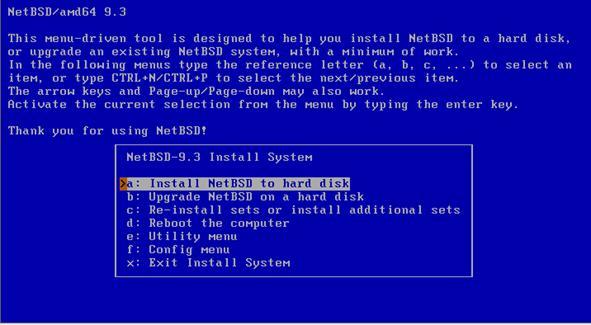 NetBSD/amd64 9.3
This menu-driven tool is designed to help you install NetBSD to a hard disk,
or upgrade an existing NetBSD system, with a minimum of work.
In the following menus type the reference letter (a, b, c, ...) to select an
item, or type CTRL+N/CTRL+P to select the next/previous item.
The arrow keys and Page-up/Page-down may also work.
Activate the current selection from the menu by typing the enter key.
Thank you for using NetBSD!
NetBSD-9.3 Install System
>a: Install NetBSD to hard disk
b: Upgrade NetBSD on a hard disk
c: Re-install sets or install additional sets
d: Reboot the computer
e: Utility menu
f: Config menu
x: Exit Install System